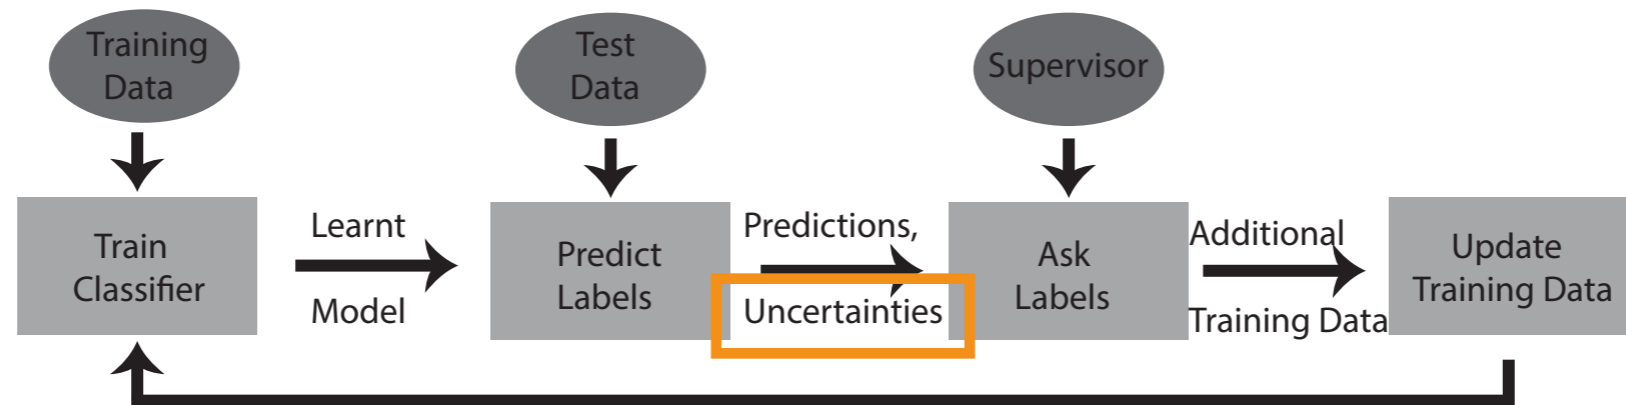 Training
Data
Test
Data
Supervisor
Train
Classifier
Learnt
Model
Predict
Labels
Predictions,
Uncertainties
Ask
Labels
Additional
Training Data
Update
Training Data